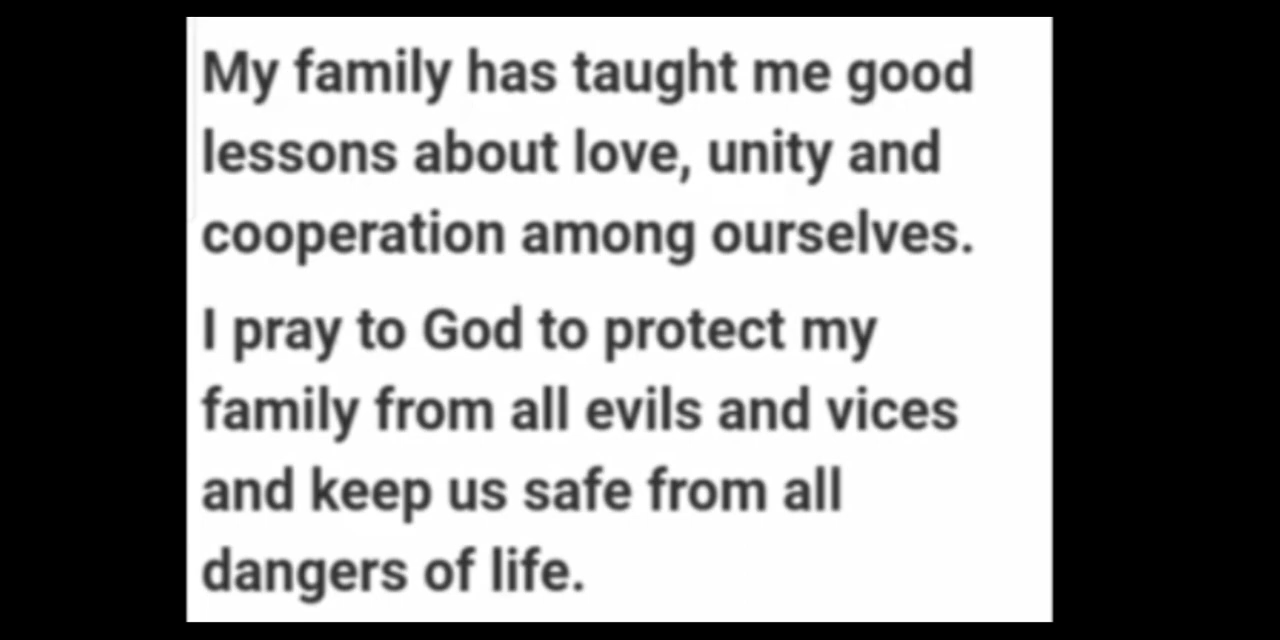 My family has taught me good
lessons about love, unity and
cooperation among ourselves.
I pray to God to protect my
family from all evils and vices
and keep us safe from all
dangers of life.